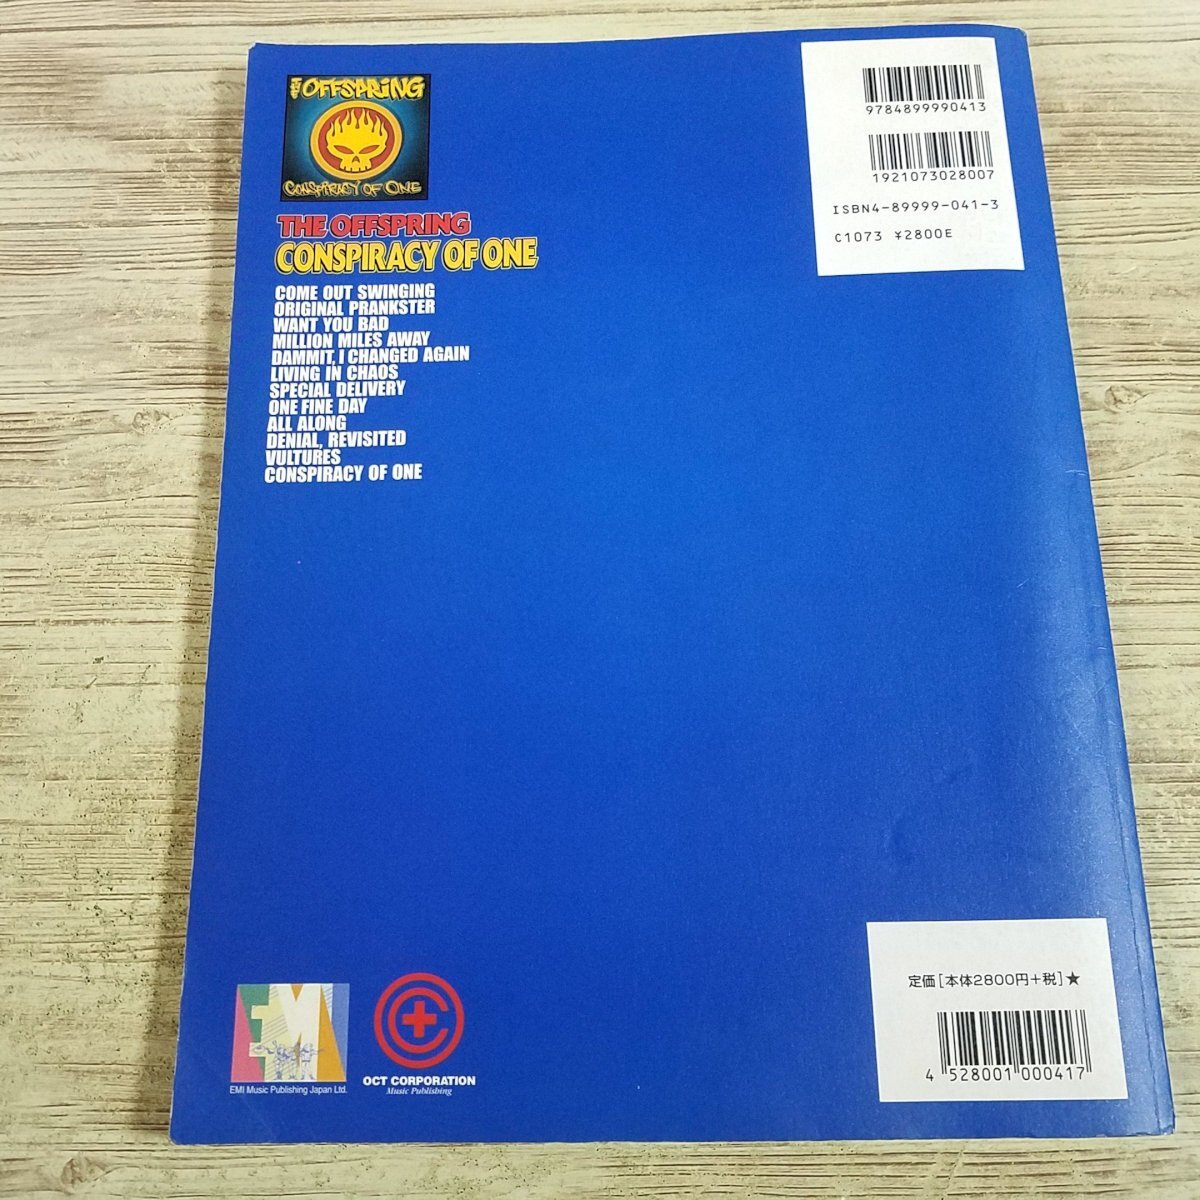 THE OFFSPRING
CONSPIRACY OF ONE
THE OFFSPRING
CONSPIRACY OF ONE
COME OUT SWINGING
ORIGINAL PRANKSTER
WANT YOU BAD
MILLION MILES AWAY
DAMMIT, I CHANGED AGAIN
LIVING IN CHAOS
SPECIAL DELIVERY
ONE FINE DAY
ALL ALONG
DENIAL, REVISITED
VULTURES
CONSPIRACY OF ONE
9784899990413
1921073028007
ISBN4-89999-041-3
C1073 ¥2800E
EMI
EMI Music Publishing Japan Ltd.
OCT CORPORATION
Music Publishing
定価[本体2800円+税]★
4 528001 000417